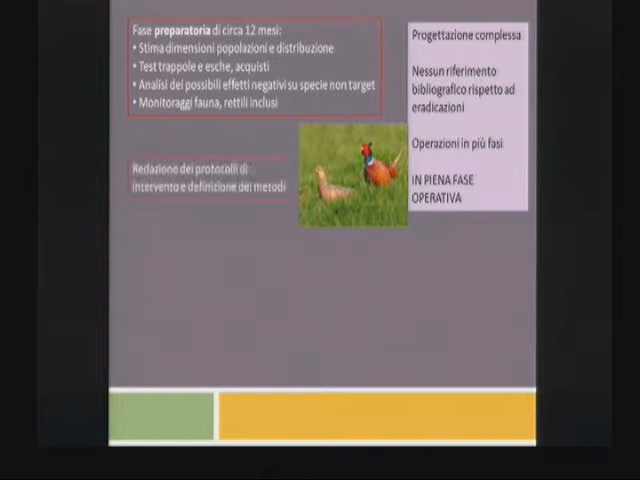 Fase preparatoria di circa 12 mesi:
• Stima dimensioni popolazioni e distribuzione
• Test trappole e esche, acquisti
• Analisi dei possibili effetti negativi su specie non target
• Monitoraggi fauna, rettili inclusi
Redazione dei protocolli di
intervento e definizione dei metodi
Progettazione complessa
Nessun riferimento
bibliografico rispetto ad
eradicazioni
Operazioni in più fasi
IN PIENA FASE
OPERATIVA